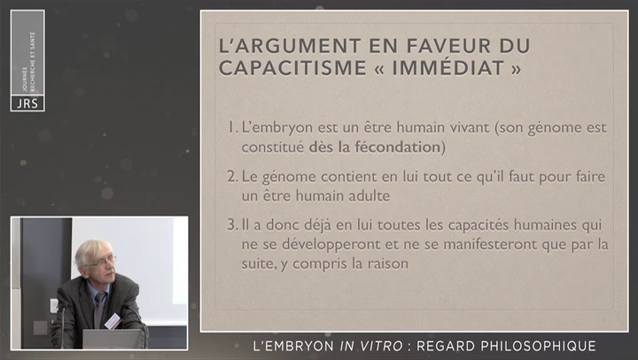 JOURNÉE
RECHERCHE ET SANTÉ
JRS
L'ARGUMENT EN FAVEUR DU
CAPACITISME « IMMÉDIAT »
1. L'embryon est un être humain vivant (son génome est
constitué dès la fécondation)
2. Le génome contient en lui tout ce qu'il faut pour faire
un être humain adulte
3. Il a donc déjà en lui toutes les capacités humaines qui
ne se développeront et ne se manifesteront que par la
suite, y compris la raison
L'EMBRYON IN VITRO : REGARD PHILOSOPHIQUE